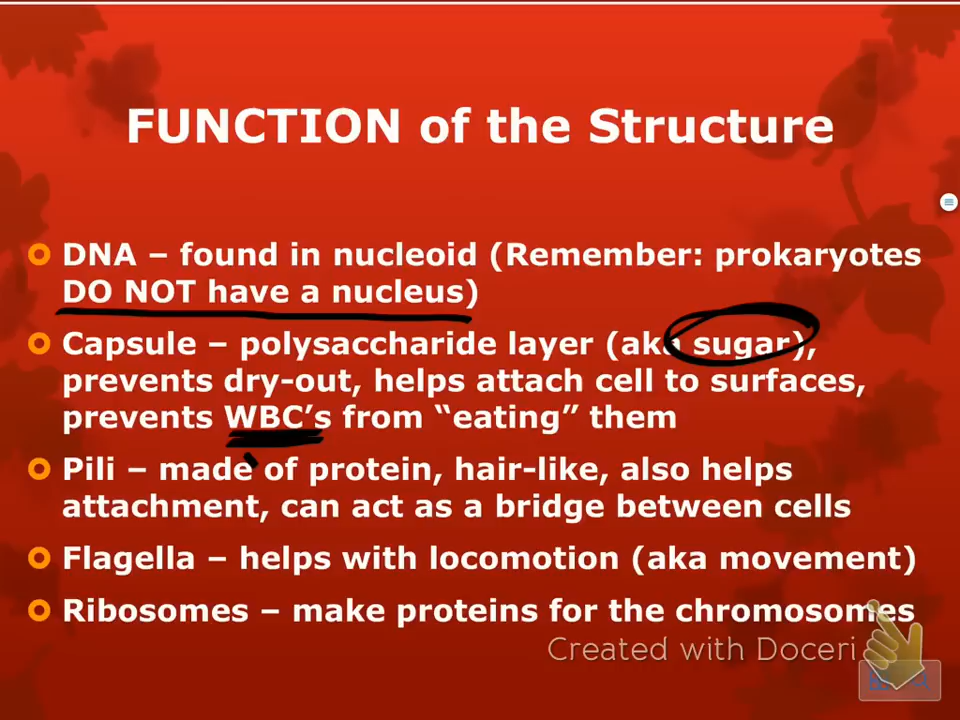 FUNCTION of the Structure
DNA – found in nucleoid (Remember: prokaryotes
DO NOT have a nucleus)
Capsule – polysaccharide layer (aka sugar),
prevents dry-out, helps attach cell to surfaces,
prevents WBC’s from “eating” them
Pili – made of protein, hair-like, also helps
attachment, can act as a bridge between cells
Flagella – helps with locomotion (aka movement)
Ribosomes – make proteins for the chromosomes
Created with Doceri